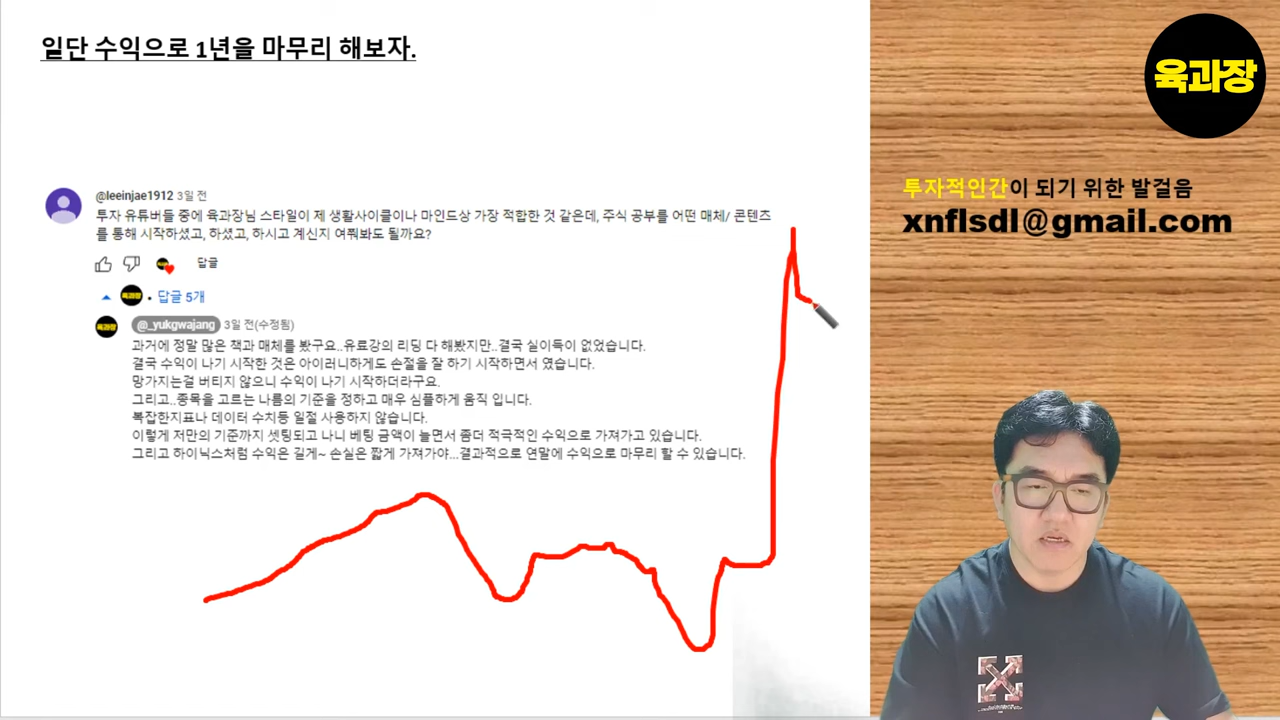 일단 수익으로 1년을 마무리 해보자.
육과장
투자적인간이 되기 위한 발걸음
xnflsdl@gmail.com
@leeinjae1912 3일 전
투자 유튜버들 중에 육과장님 스타일이 제 생활사이클이나 마인드상 가장 적합한 것 같은데, 주식 공부를 어떤 매체/ 콘텐츠
를 통해 시작하셨고, 하셨고, 하시고 계신지 여쭤봐도 될까요?
답글
육과장 · 답글 5개
육과장
@_yukgwajang 3일 전(수정됨)
과거에 정말 많은 책과 매체를 봤구요..유료강의 리딩 다 해봤지만..결국 실이득이 없었습니다.
결국 수익이 나기 시작한 것은 아이러니하게도 손절을 잘 하기 시작하면서 였습니다.
망가지는걸 버티지 않으니 수익이 나기 시작하더라구요.
그리고..종목을 고르는 나름의 기준을 정하고 매우 심플하게 움직 입니다.
복잡한지표나 데이터 수치등 일절 사용하지 않습니다.
이렇게 저만의 기준까지 셋팅되고 나니 베팅 금액이 늘면서 좀더 적극적인 수익으로 가져가고 있습니다.
그리고 하이닉스처럼 수익은 길게~ 손실은 짧게 가져가야...결과적으로 연말에 수익으로 마무리 할 수 있습니다.